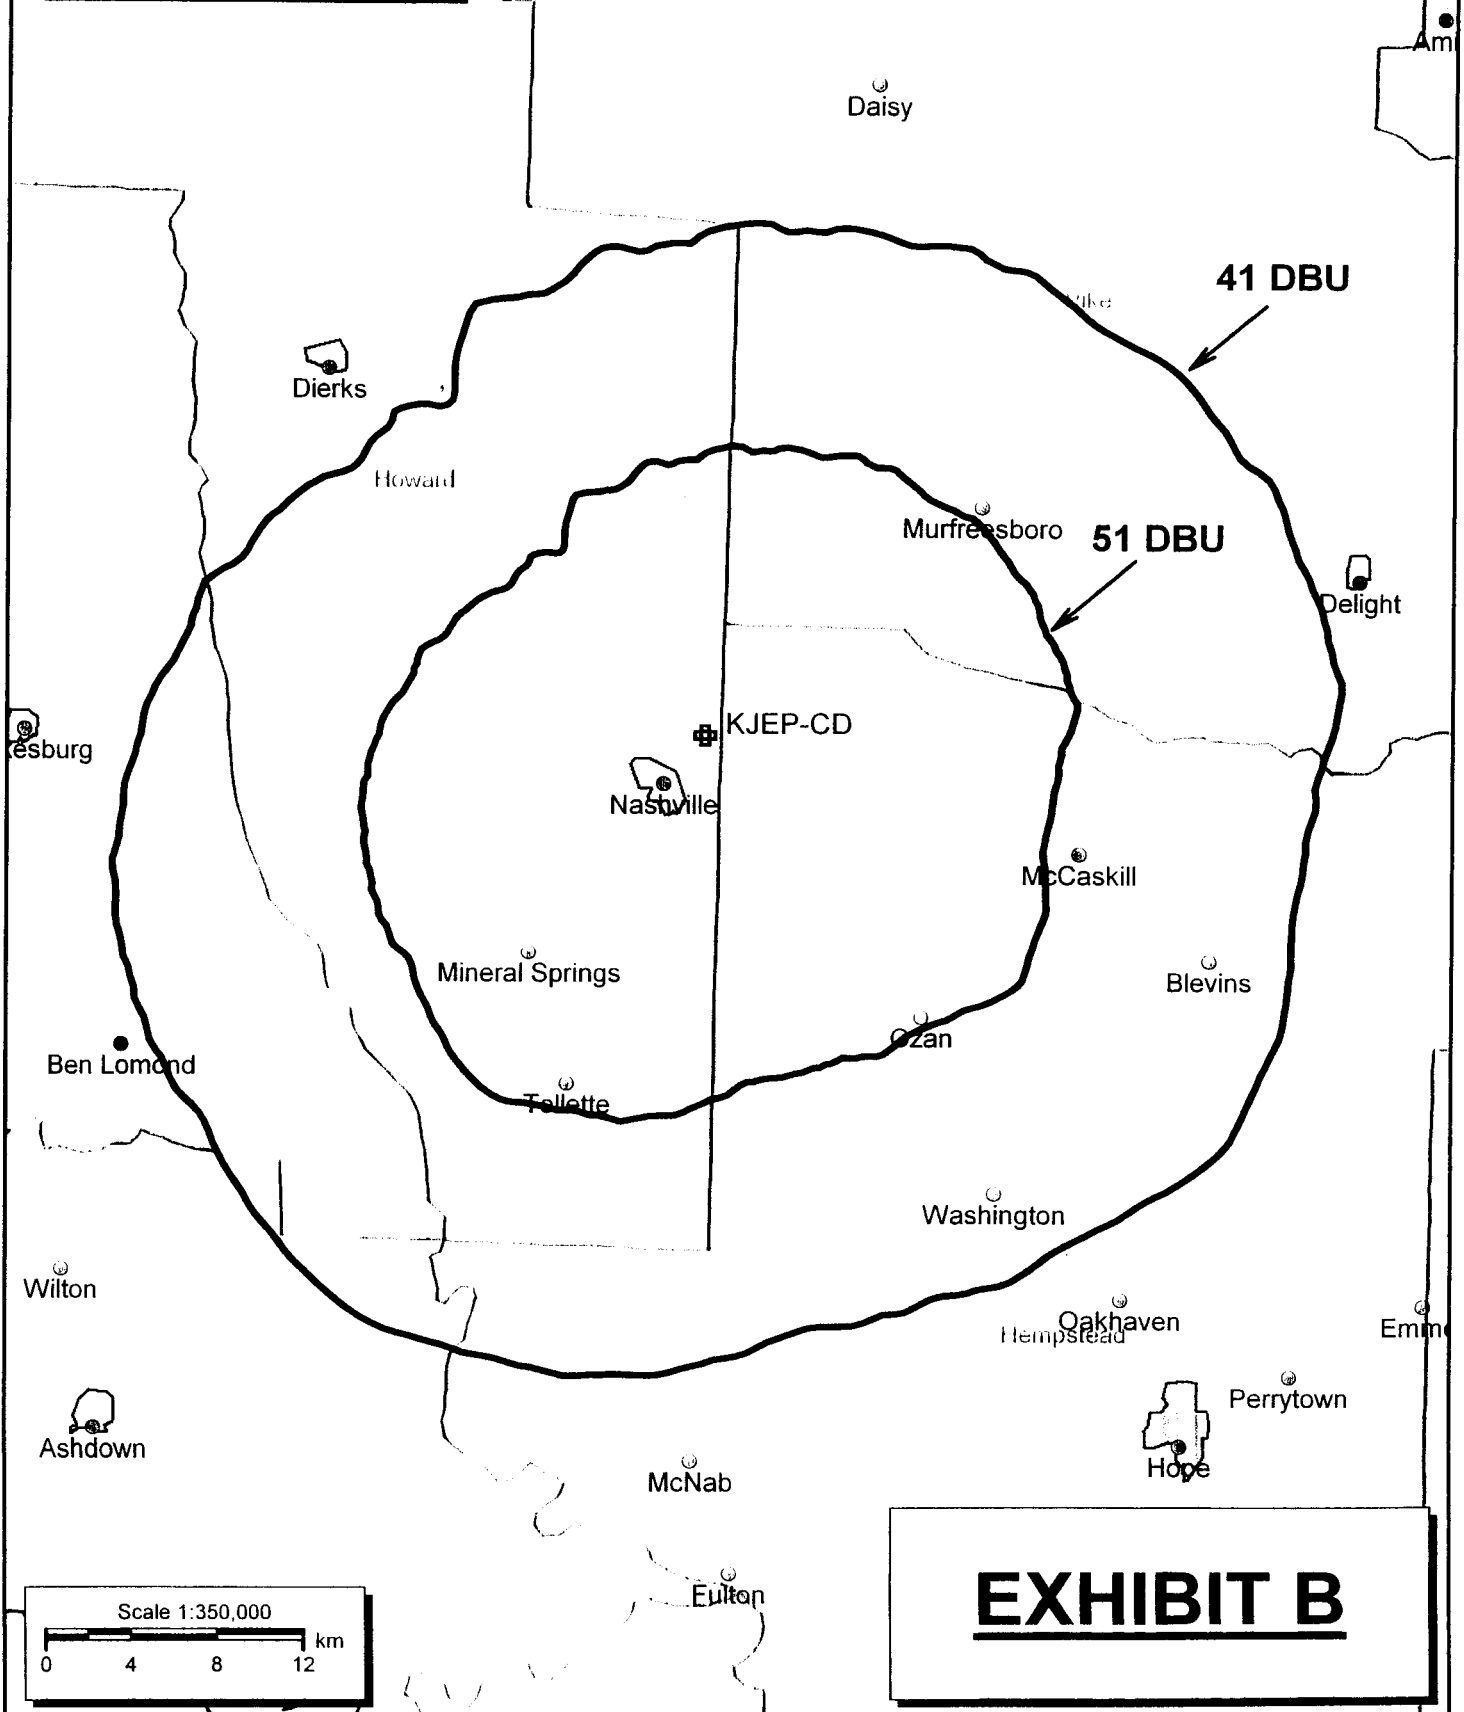 Daisy
41 DBU
Dierks
Howard
Murfreesboro
51 DBU
Delight
KJEP-CD
Nashville
McCaskill
Mineral Springs
Blevins
Ozan
Ben Lomond
Tollette
Washington
Wilton
Oakhaven
Hempstead
Perrytown
Ashdown
Hope
McNab
EXHIBIT B
Scale 1:350,000
km
0 4 8 12